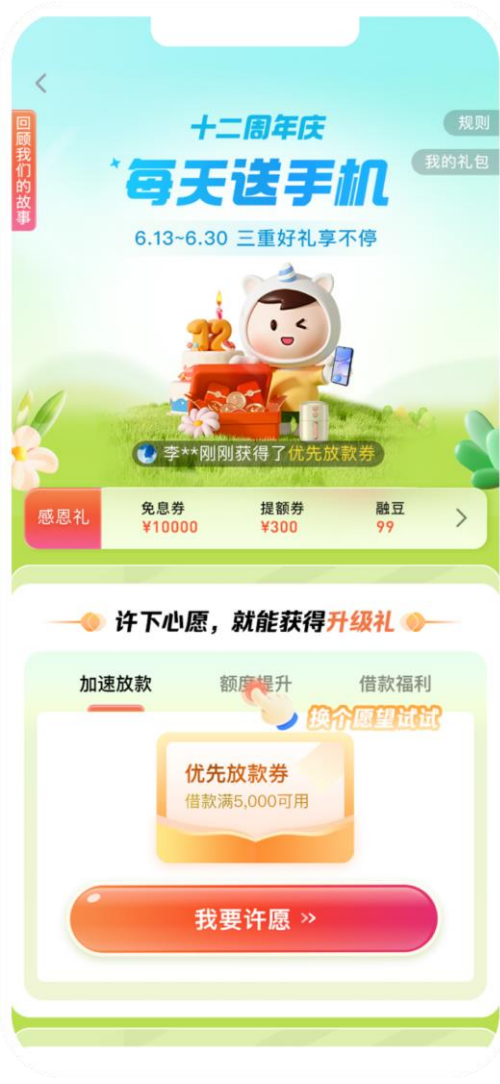 十二周年庆
每天送手机
6.13~6.30 三重好礼享不停
回顾我们的故事
规则
我的礼包
12
李**刚刚获得了优先放款券
感恩礼
免息券
¥10000
提额券
¥300
融豆
99
许下心愿，就能获得升级礼
加速放款
额度提升
借款福利
换个愿望试试
优先放款券
借款满5,000可用
我要许愿 »